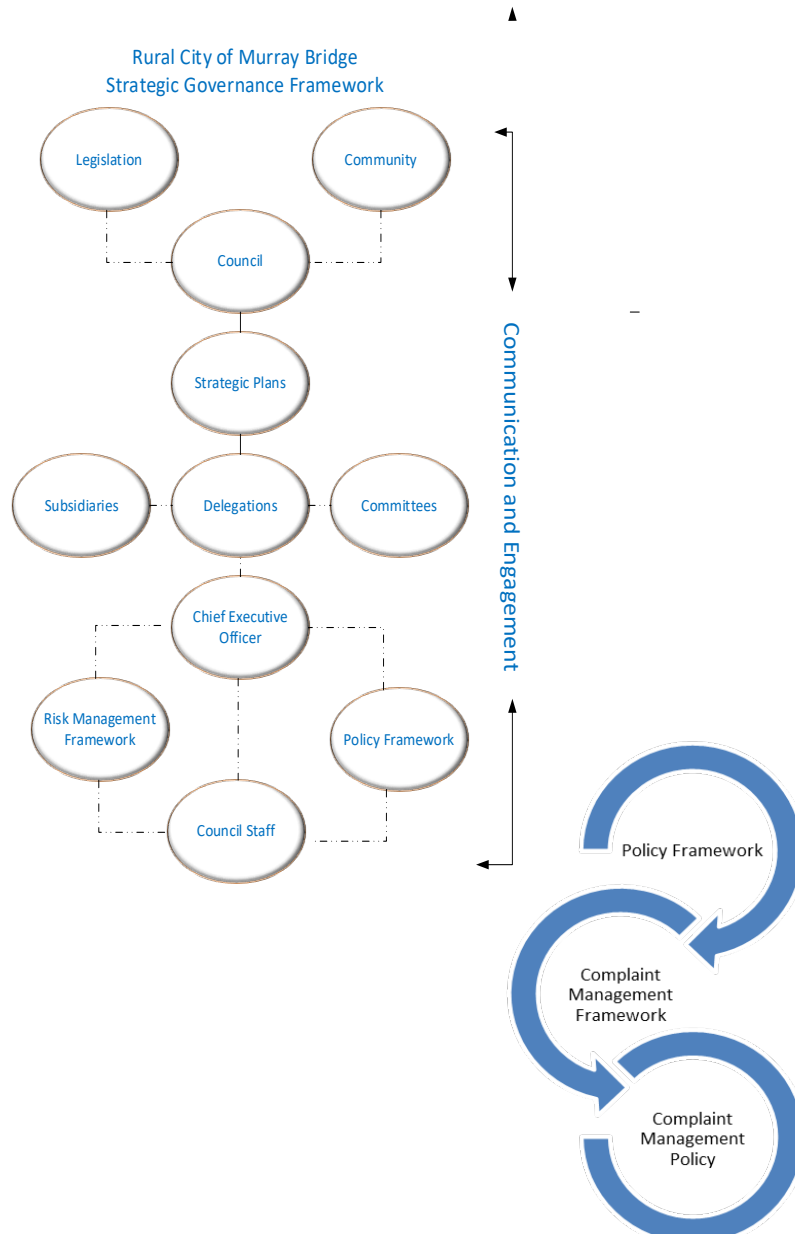 Rural City of Murray Bridge
Strategic Governance Framework
Legislation
Community
Council
Strategic Plans
Subsidiaries
Delegations
Committees
Chief Executive
Officer
Risk Management
Framework
Policy Framework
Council Staff
Communication and Engagement
–
Policy Framework
Complaint
Management
Framework
Complaint
Management
Policy